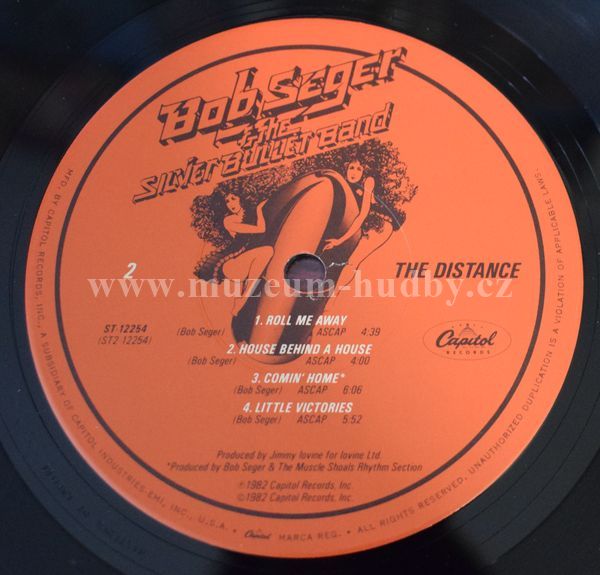 Bob Seger
& The
Silver Bullet Band
2
THE DISTANCE
www.muzeum-hudby.cz
ST-12254
(ST2 12254)
1. ROLL ME AWAY
(Bob Seger) ASCAP 4:39
2. HOUSE BEHIND A HOUSE
(Bob Seger) ASCAP 4:00
3. COMIN' HOME*
(Bob Seger) ASCAP 6:06
4. LITTLE VICTORIES
(Bob Seger) ASCAP 5:52
Capitol
RECORDS
Produced by Jimmy Iovine for Iovine Ltd.
*Produced by Bob Seger & The Muscle Shoals Rhythm Section
℗1982 Capitol Records, Inc.
©1982 Capitol Records, Inc.
MFD. BY CAPITOL RECORDS, INC., A SUBSIDIARY OF CAPITOL INDUSTRIES-EMI, INC., U.S.A. • Capitol MARCA REG. • ALL RIGHTS RESERVED. UNAUTHORIZED DUPLICATION IS A VIOLATION OF APPLICABLE LAWS.